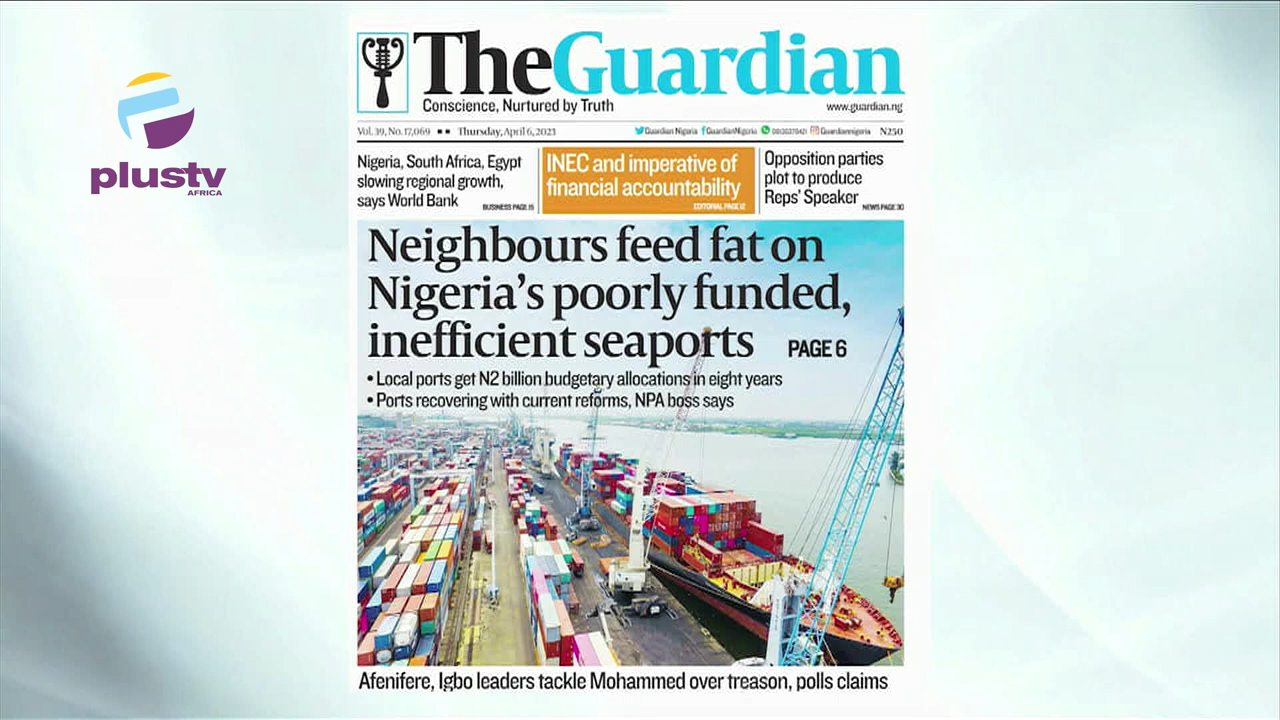 plustv
AFRICA
TheGuardian
Conscience, Nurtured by Truth
www.guardian.ng
Vol. 39, No. 17,069 ■ ■ Thursday, April 6, 2023
Guardian Nigeria GuardianNigeria Guardiannigeria N250
Nigeria, South Africa, Egypt
slowing regional growth,
says World Bank
BUSINESS PAGE 15
INEC and imperative of
financial accountability
EDITORIAL PAGE 12
Opposition parties
plot to produce
Reps' Speaker
NEWS PAGE 30
Neighbours feed fat on
Nigeria's poorly funded,
inefficient seaports PAGE 6
• Local ports get N2 billion budgetary allocations in eight years
• Ports recovering with current reforms, NPA boss says
Afenifere, Igbo leaders tackle Mohammed over treason, polls claims